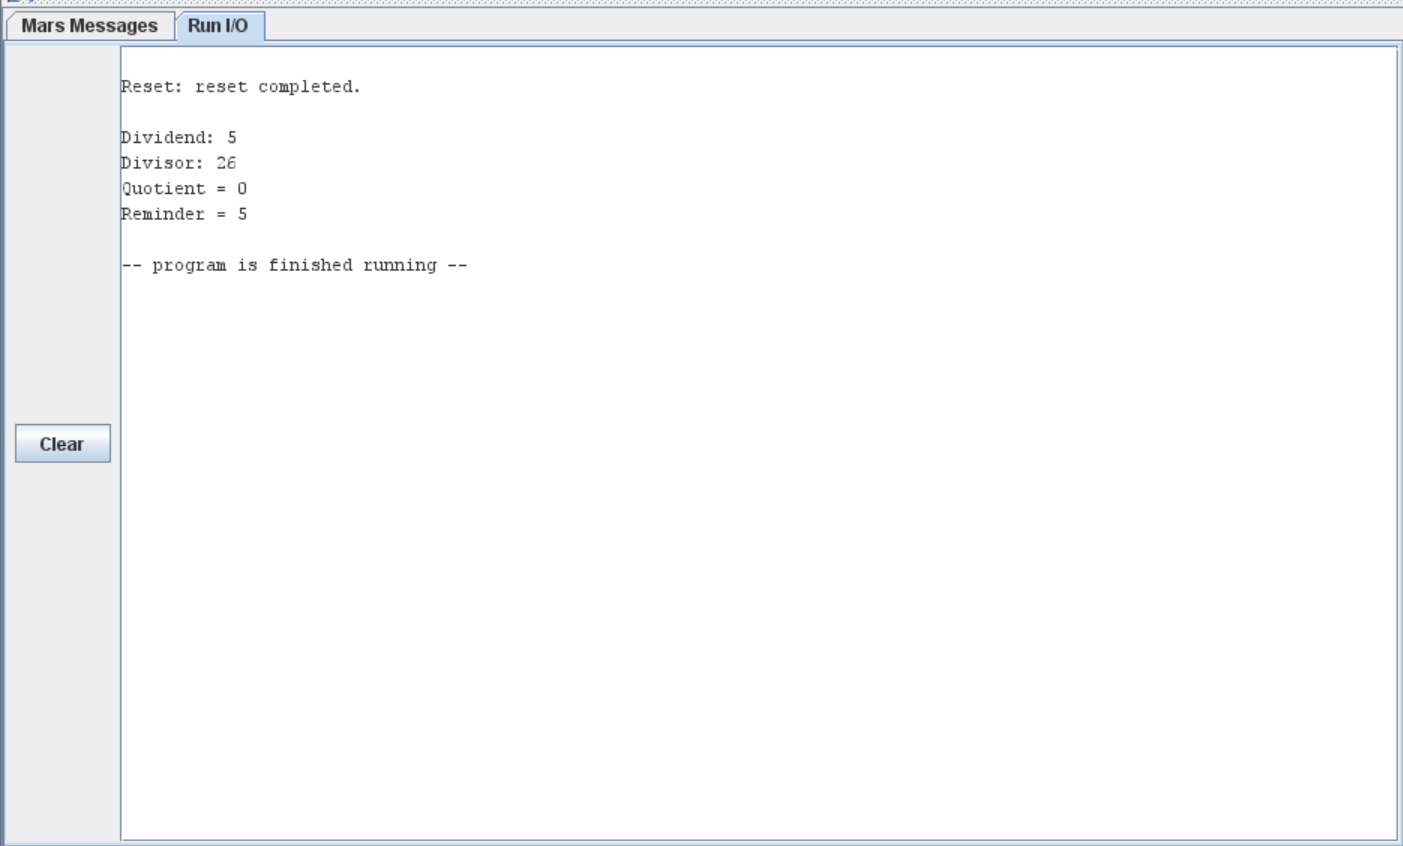 Mars Messages Run I/O
Reset: reset completed.
Dividend: 5
Divisor: 26
Quotient = 0
Reminder = 5
-- program is finished running --
Clear